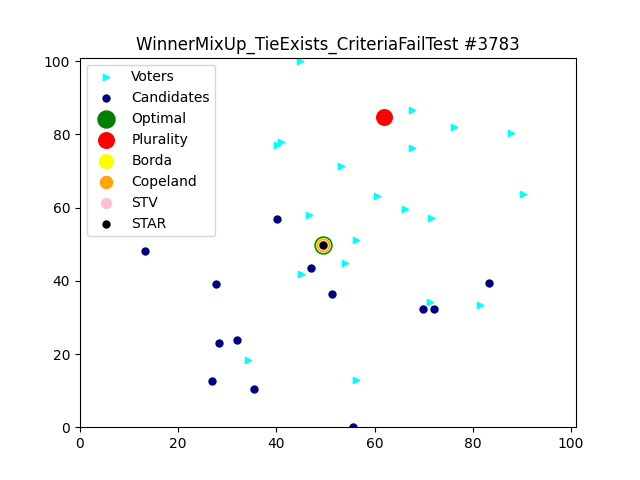 WinnerMixUp_TieExists_CriteriaFailTest #3783
100
80
60
40
20
0
0 20 40 60 80 100
Voters
Candidates
Optimal
Plurality
Borda
Copeland
STV
STAR